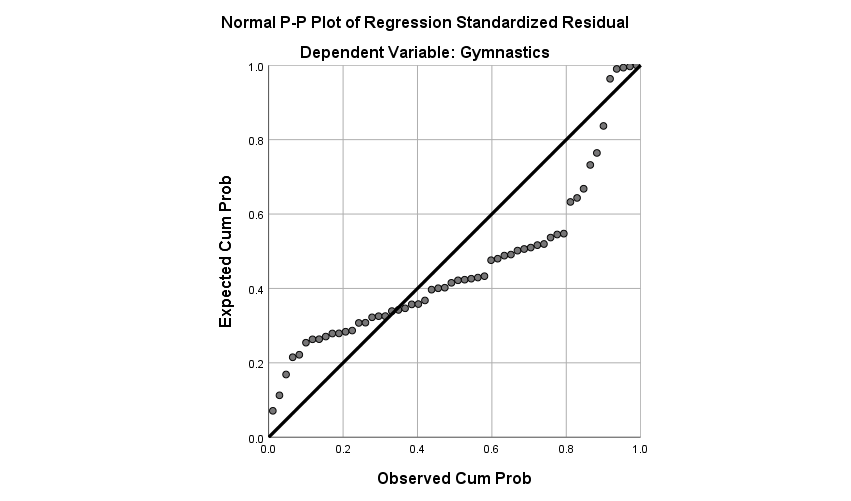 Normal P-P Plot of Regression Standardized Residual
Dependent Variable: Gymnastics
1.0
0.8
0.6
0.4
0.2
0.0
Expected Cum Prob
0.0 0.2 0.4 0.6 0.8 1.0
Observed Cum Prob